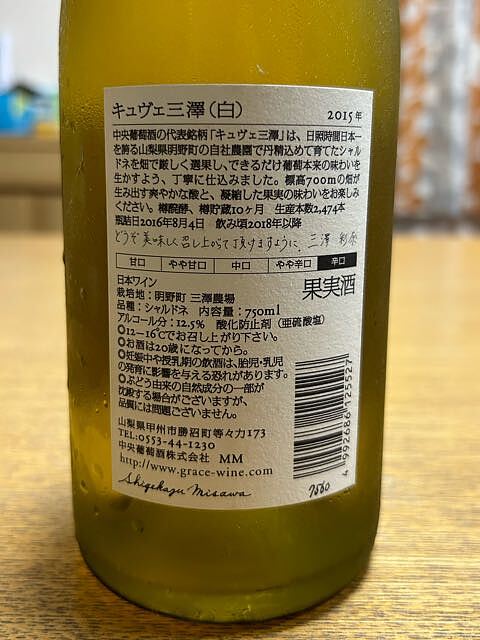 キュヴェ三澤（白） 2015年
中央葡萄酒の代表銘柄「キュヴェ三澤」は、日照時間日本一
を誇る山梨県明野町の自社農園で丹精込めて育てたシャル
ドネを畑で厳しく選果し、できるだけ葡萄本来の味わいを
生かすよう、丁寧に仕込みました。標高700mの畑が
生み出す爽やかな酸と、凝縮した果実の味わいをお楽しみ
ください。樽醗酵、樽貯蔵10ヶ月 生産本数2,474本
瓶詰日2016年8月4日 飲み頃2018年以降
どうぞ美味しく召し上がって頂けますように。三澤 彩奈
甘口 やや甘口 中口 やや辛口 辛口
日本ワイン
栽培地：明野町 三澤農場
果実酒
品種：シャルドネ 内容量：750ml
アルコール分：12.5% 酸化防止剤（亜硫酸塩）
○12–16℃でお召し上がり下さい。
○お酒は20歳になってから。
○妊娠中や授乳期の飲酒は、胎児・乳児
の発育に影響を与える恐れがあります。
○ぶどう由来の自然成分の一部が
沈殿する場合がございますが、
品質には問題ございません。
山梨県甲州市勝沼町等々力173
TEL:0553-44-1230
中央葡萄酒株式会社 MM
http://www.grace-wine.com
Shigekazu Misawa
4 992686 125527
7560